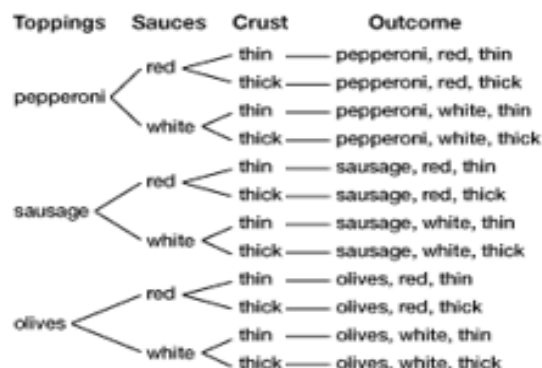 Toppings Sauces Crust Outcome
thin pepperoni, red, thin
red
thick pepperoni, red, thick
pepperoni
thin pepperoni, white, thin
white
thick pepperoni, white, thick
thin sausage, red, thin
red
thick sausage, red, thick
sausage
thin sausage, white, thin
white
thick sausage, white, thick
thin olives, red, thin
red
thick olives, red, thick
olives
thin olives, white, thin
white
thick olives, white, thick